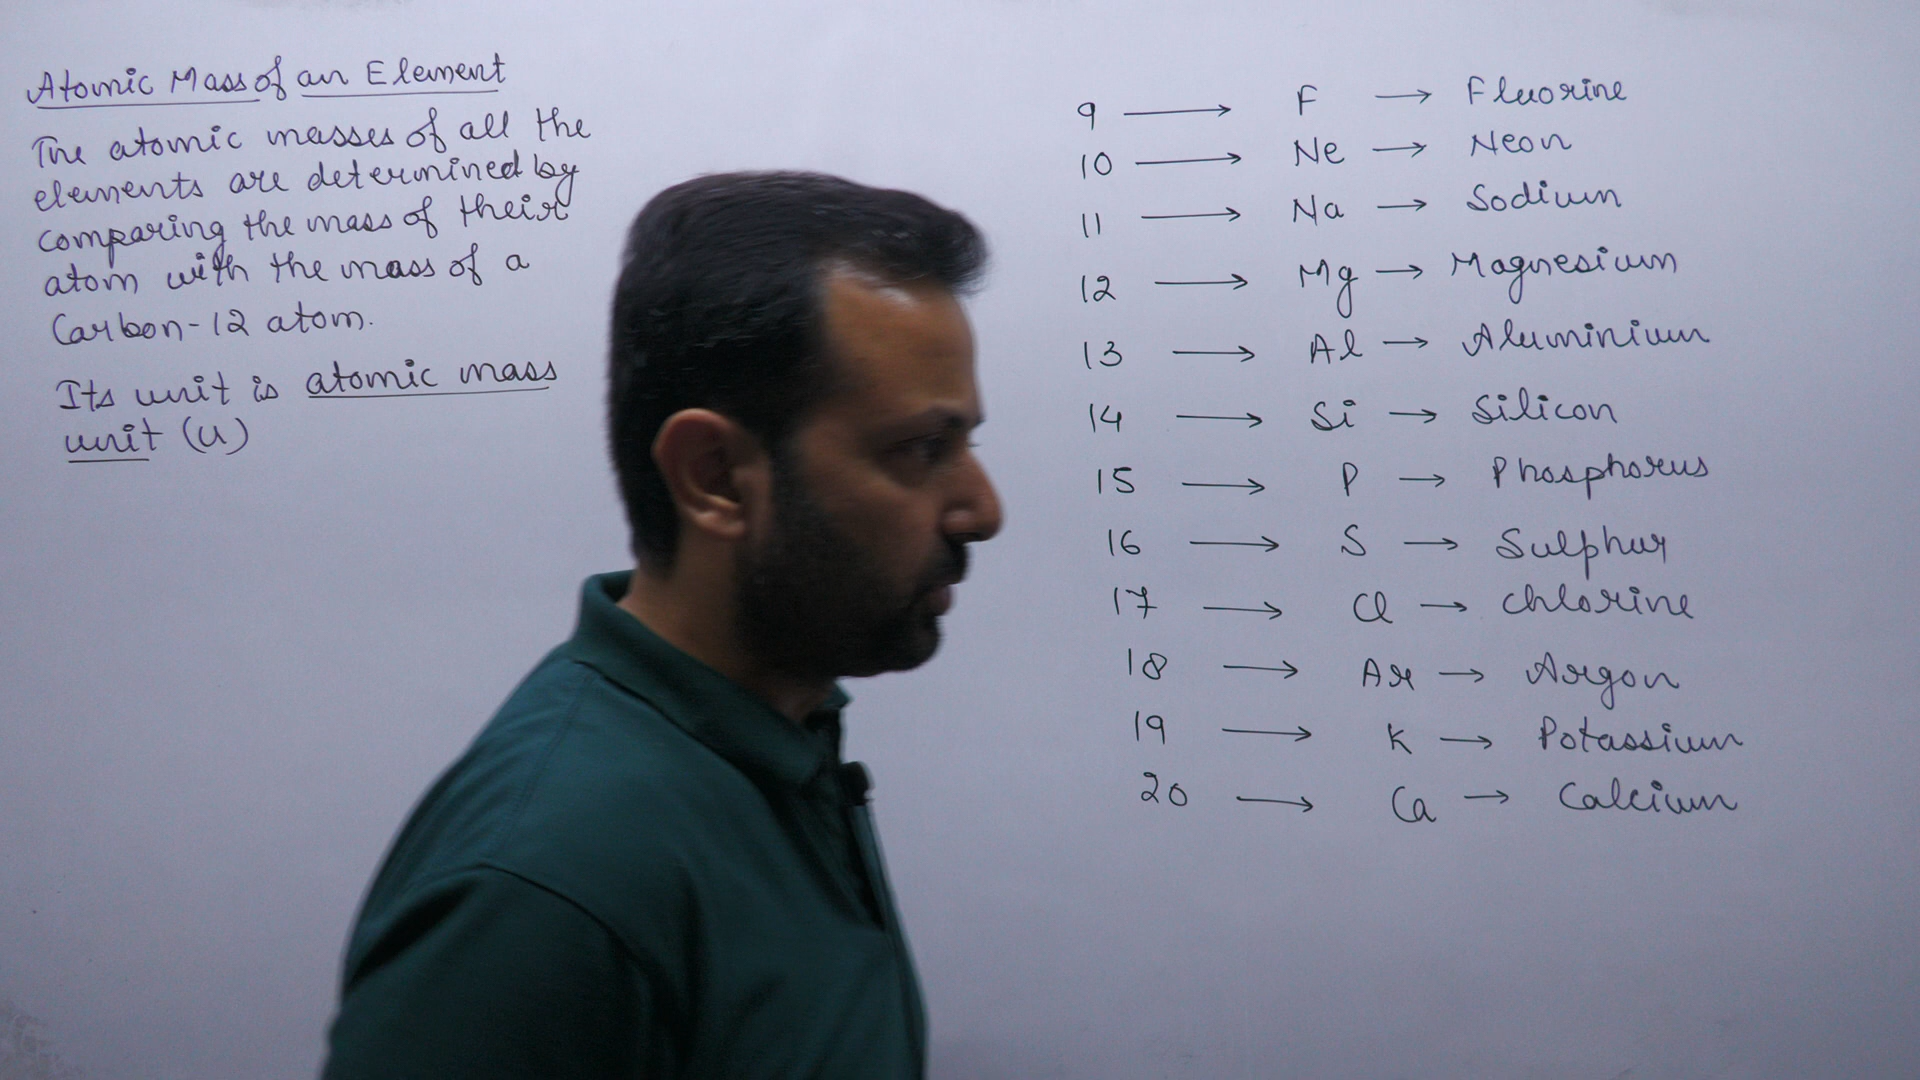 Atomic Mass of an Element
The atomic masses of all the
elements are determined by
comparing the mass of their
atom with the mass of a
Carbon-12 atom.
Its unit is atomic mass
unit (u)
9 → F → Fluorine
10 → Ne → Neon
11 → Na → Sodium
12 → Mg → Magnesium
13 → Al → Aluminium
14 → Si → Silicon
15 → P → Phosphorus
16 → S → Sulphur
17 → Cl → Chlorine
18 → Ar → Argon
19 → K → Potassium
20 → Ca → Calcium